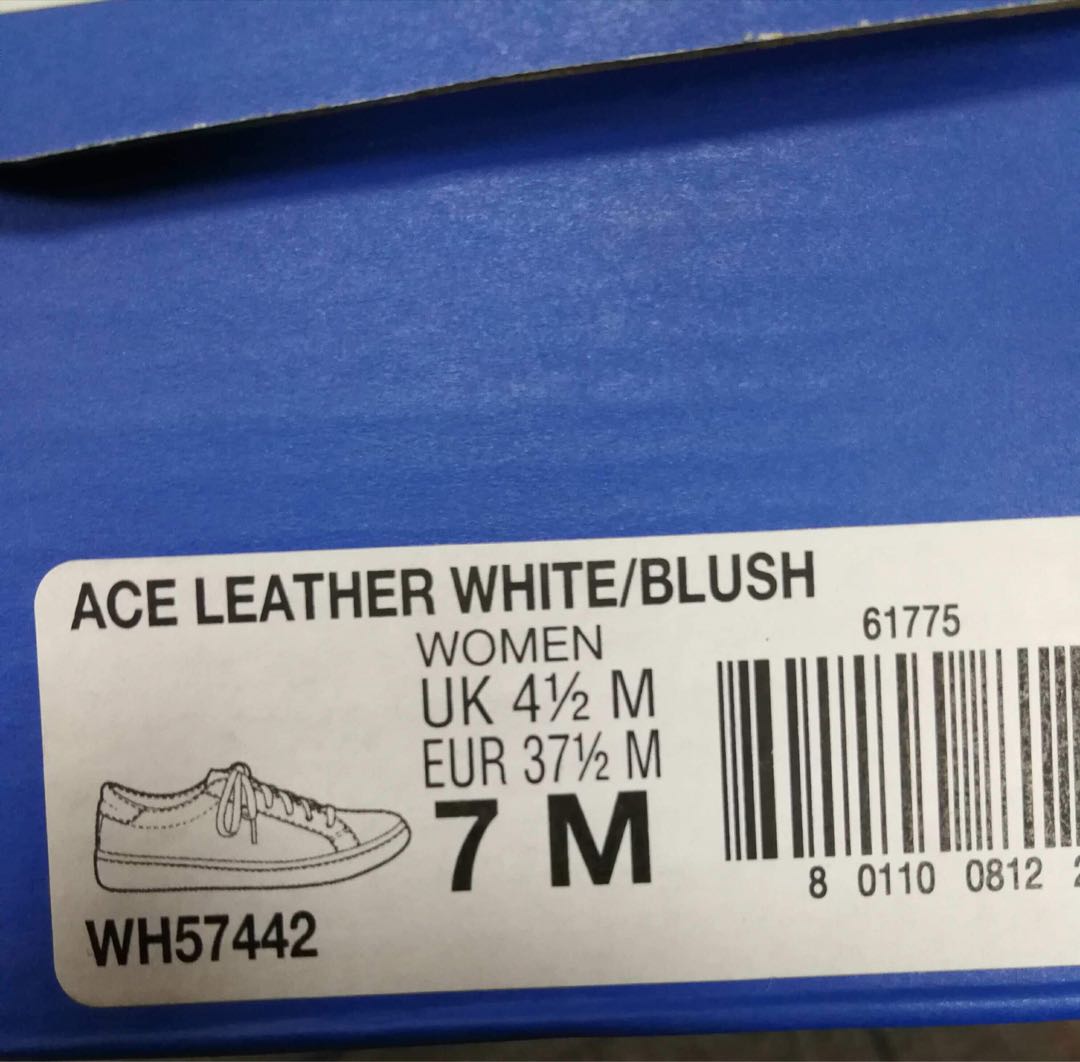 ACE LEATHER WHITE/BLUSH
61775
WOMEN
UK 4½ M
EUR 37½ M
7 M
8 0110 0812
WH57442